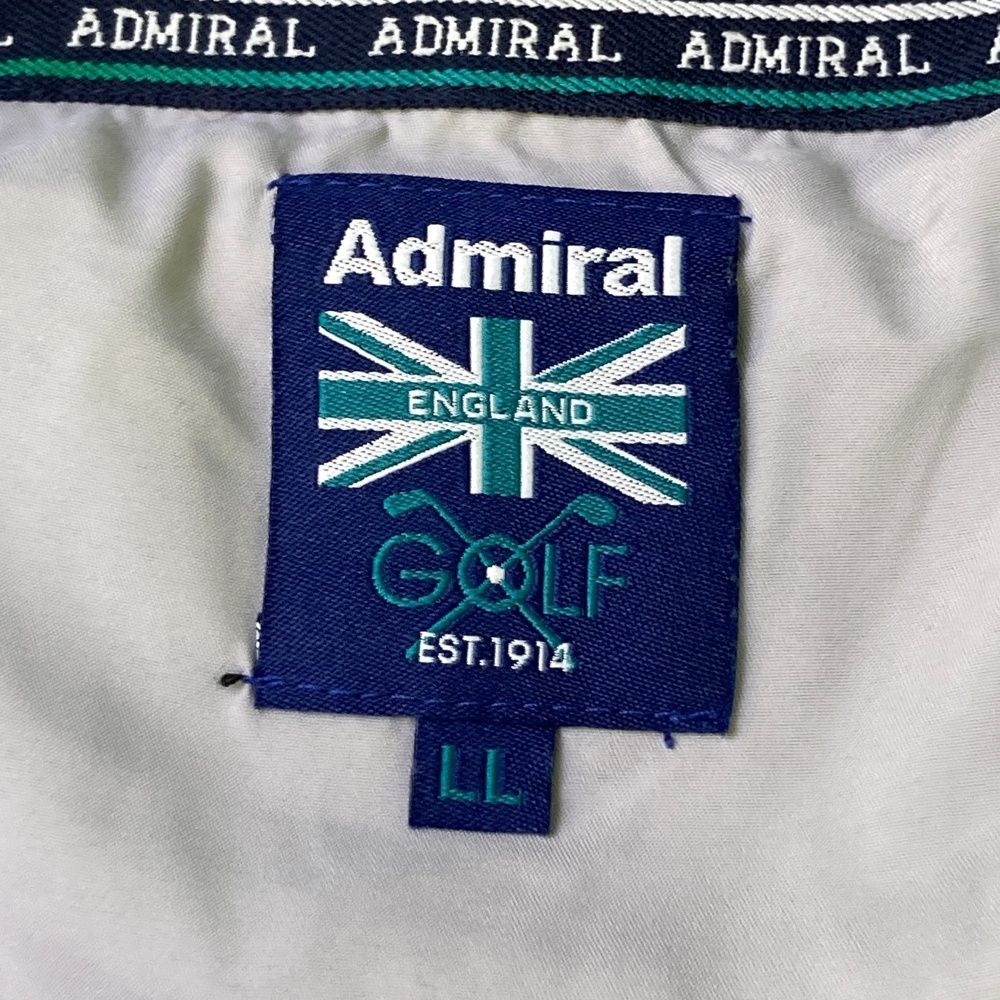 ADMIRAL ADMIRAL ADMIRAL
Admiral
ENGLAND
GOLF
EST.1914
LL